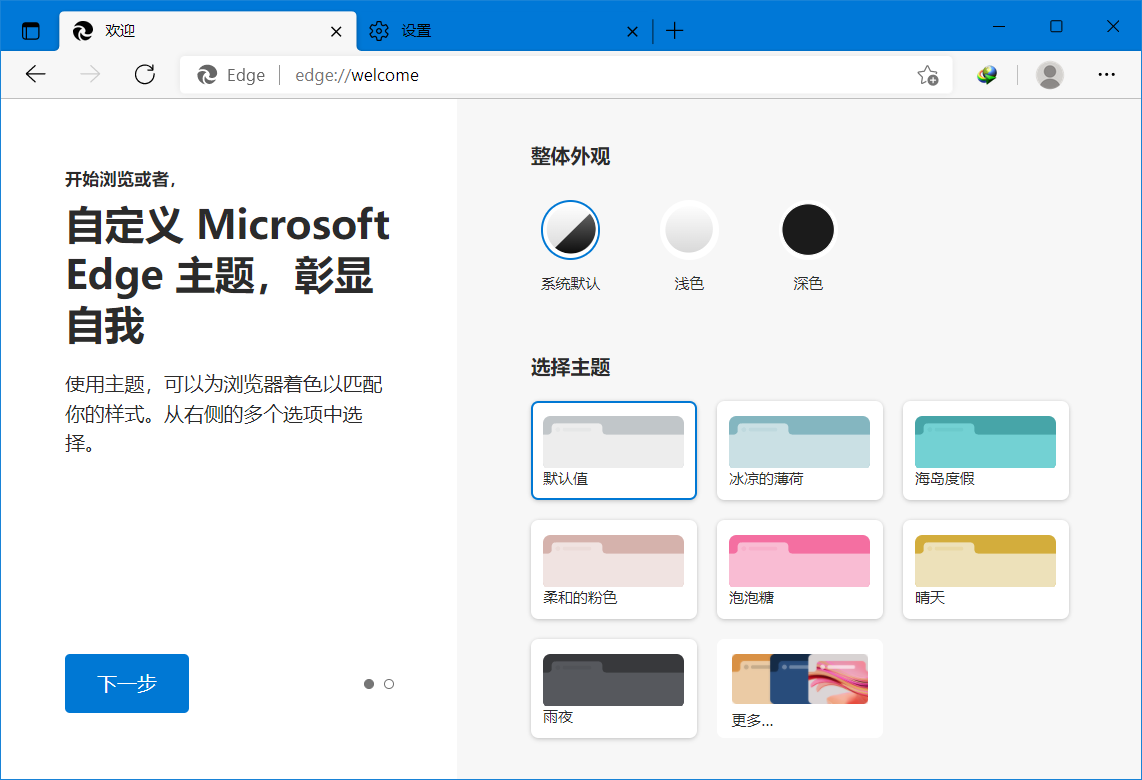 欢迎
设置
Edge
edge://welcome
开始浏览或者，
自定义 Microsoft
Edge 主题，彰显
自我
使用主题，可以为浏览器着色以匹配
你的样式。从右侧的多个选项中选
择。
下一步
整体外观
系统默认
浅色
深色
选择主题
默认值
冰凉的薄荷
海岛度假
柔和的粉色
泡泡糖
晴天
雨夜
更多...